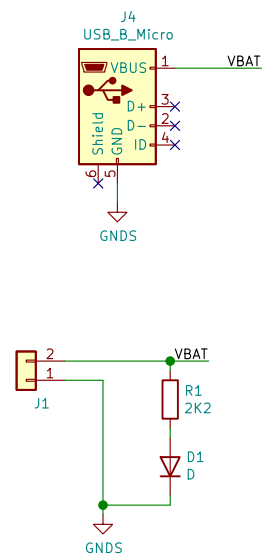 J4
USB_B_Micro
VBUS 1 VBAT
D+ 3
D- 2
ID 4
Shield
GND
6
5
GNDS
2 VBAT
1
J1
R1
2K2
D1
D
GNDS